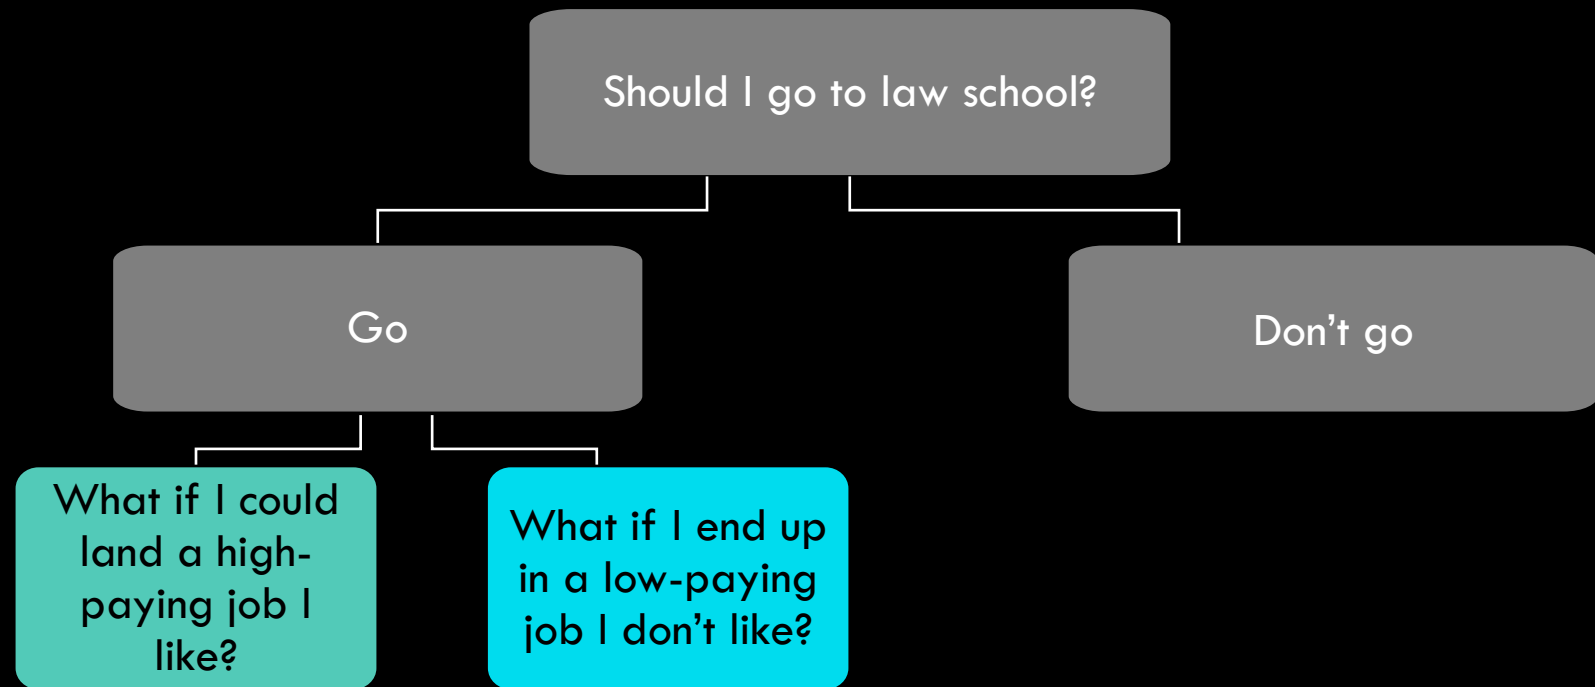 Should I go to law school?
Go
Don’t go
What if I could
land a high-
paying job I
like?
What if I end up
in a low-paying
job I don’t like?